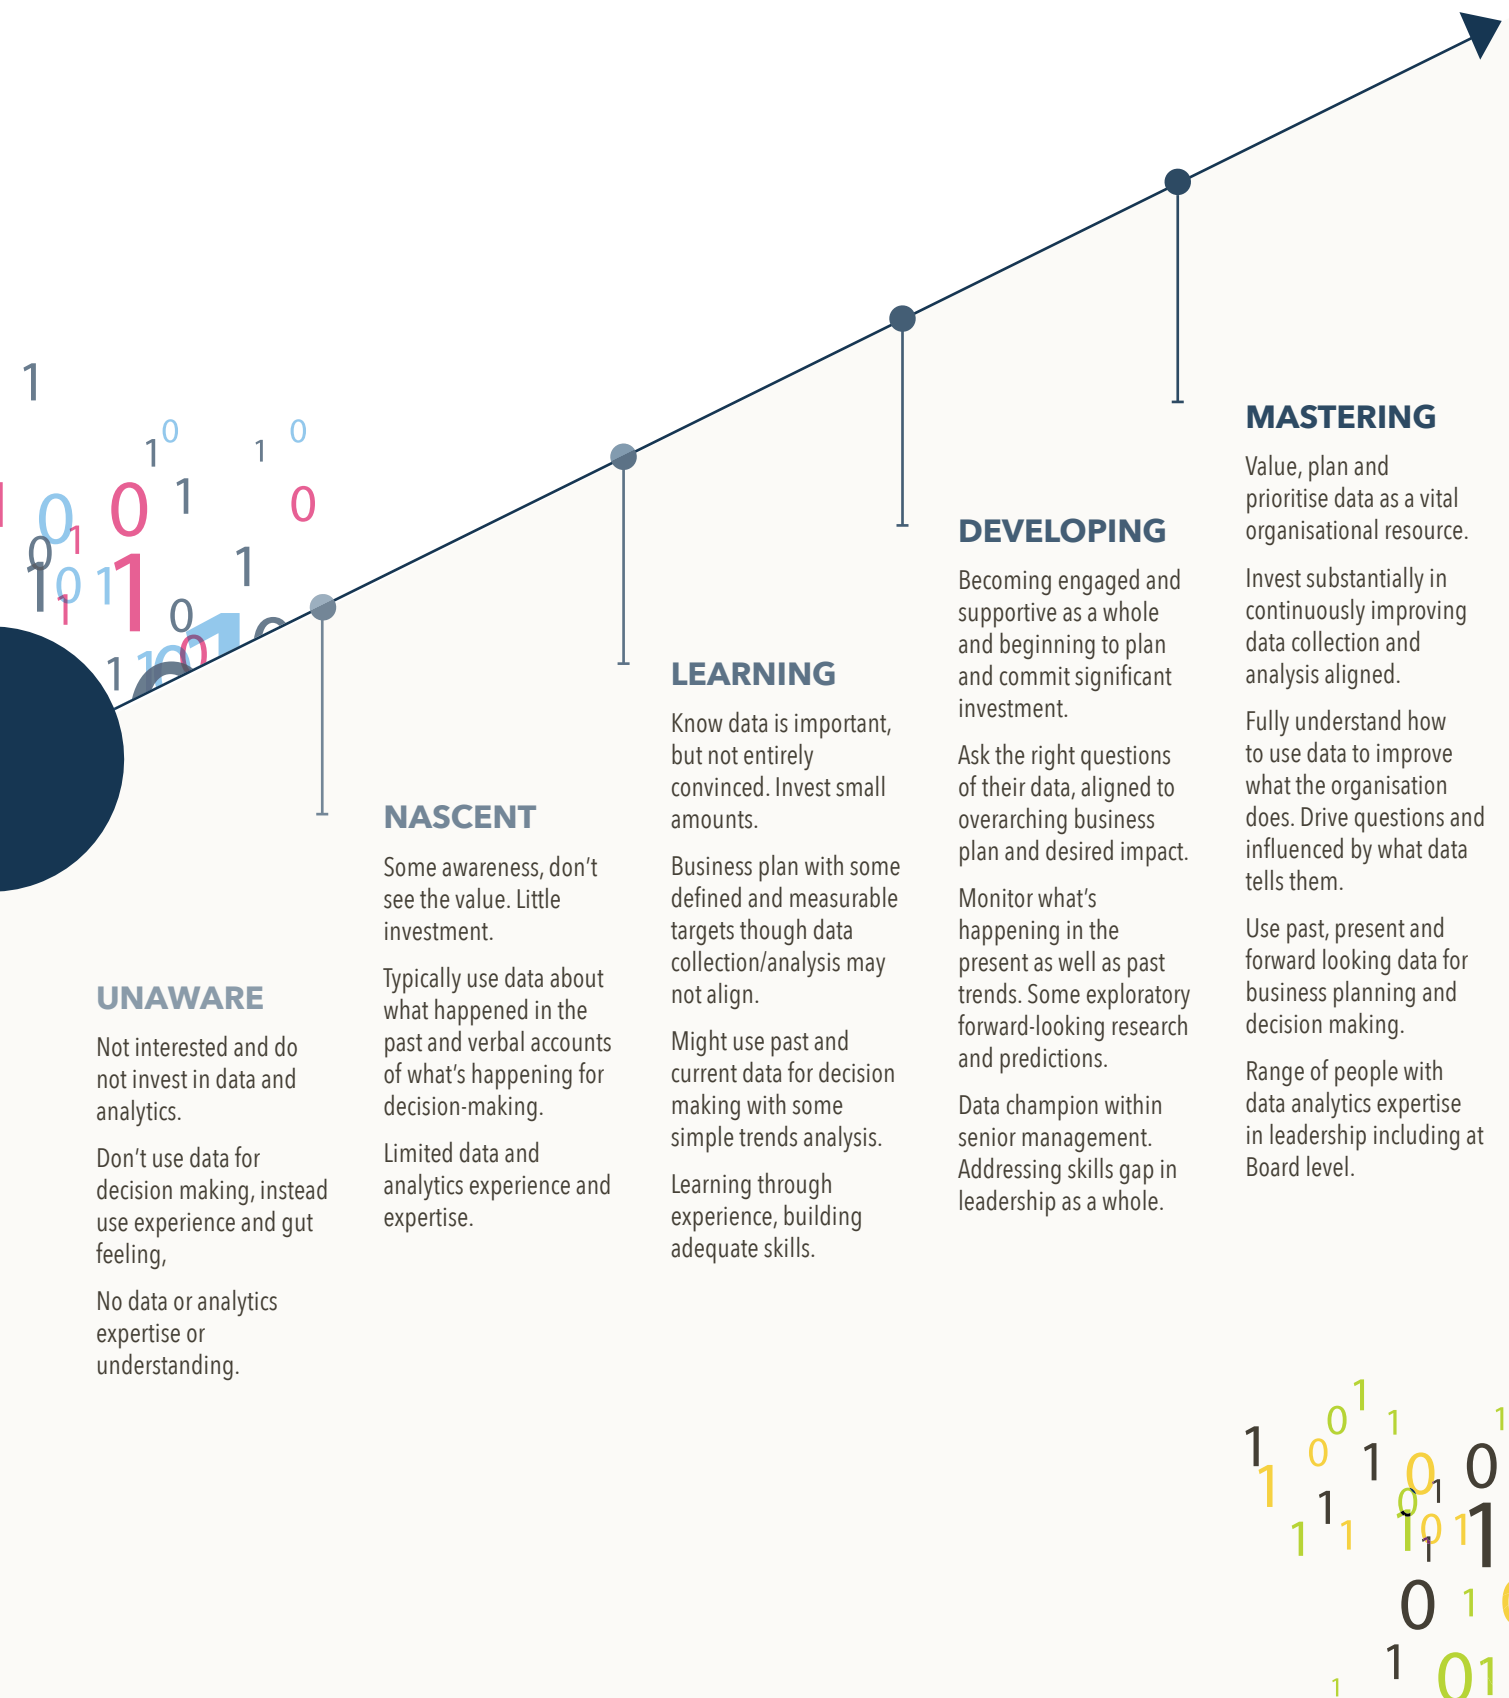 UNAWARE
Not interested and do
not invest in data and
analytics.
Don't use data for
decision making, instead
use experience and gut
feeling,
No data or analytics
expertise or
understanding.
NASCENT
Some awareness, don't
see the value. Little
investment.
Typically use data about
what happened in the
past and verbal accounts
of what's happening for
decision-making.
Limited data and
analytics experience and
expertise.
LEARNING
Know data is important,
but not entirely
convinced. Invest small
amounts.
Business plan with some
defined and measurable
targets though data
collection/analysis may
not align.
Might use past and
current data for decision
making with some
simple trends analysis.
Learning through
experience, building
adequate skills.
DEVELOPING
Becoming engaged and
supportive as a whole
and beginning to plan
and commit significant
investment.
Ask the right questions
of their data, aligned to
overarching business
plan and desired impact.
Monitor what's
happening in the
present as well as past
trends. Some exploratory
forward-looking research
and predictions.
Data champion within
senior management.
Addressing skills gap in
leadership as a whole.
MASTERING
Value, plan and
prioritise data as a vital
organisational resource.
Invest substantially in
continuously improving
data collection and
analysis aligned.
Fully understand how
to use data to improve
what the organisation
does. Drive questions and
influenced by what data
tells them.
Use past, present and
forward looking data for
business planning and
decision making.
Range of people with
data analytics expertise
in leadership including at
Board level.